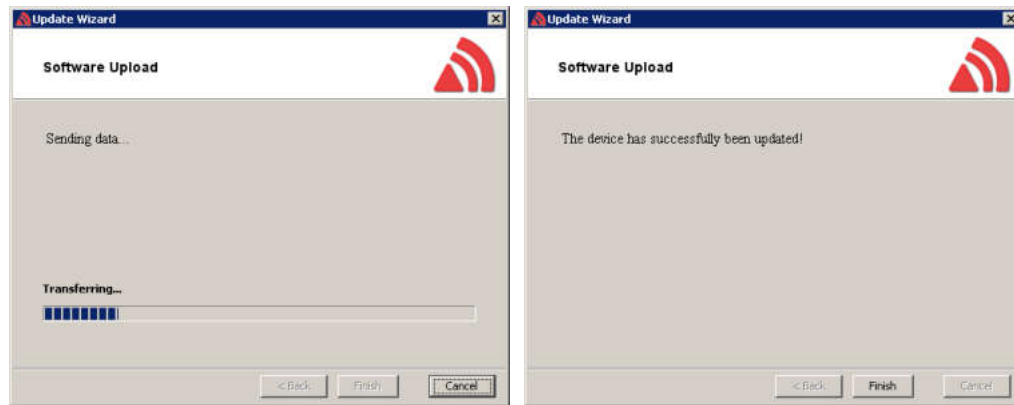 Update Wizard
Software Upload
Sending data...
Transferring...
< Back Finish Cancel
Update Wizard
Software Upload
The device has successfully been updated!
< Back Finish Cancel